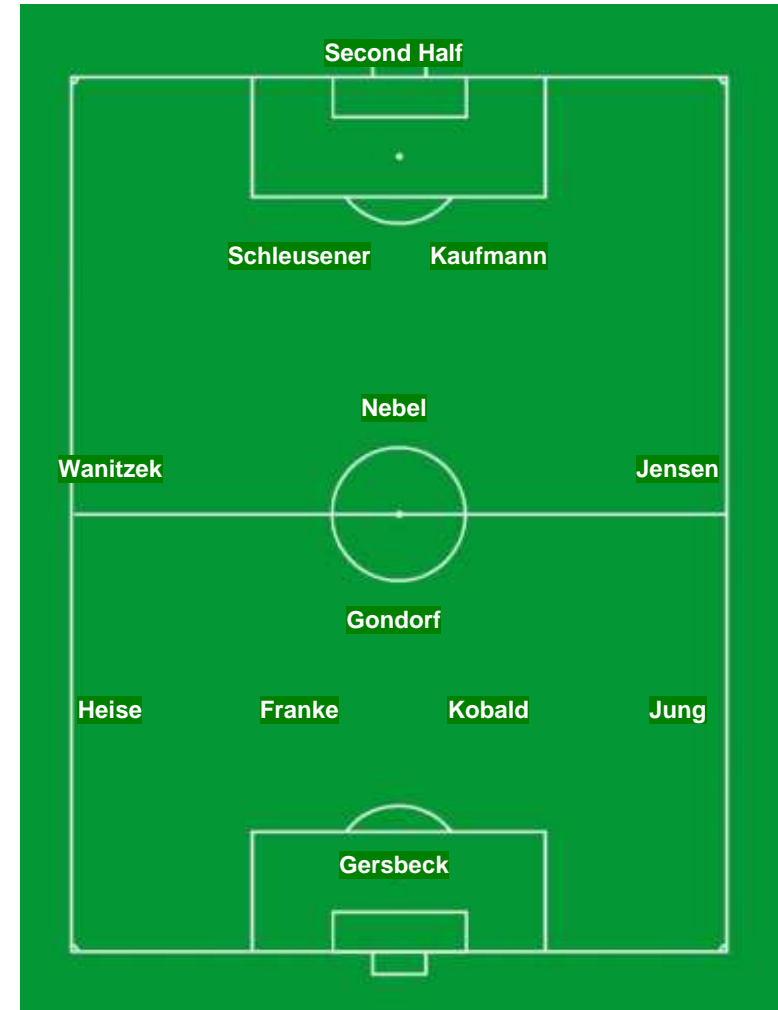 Second Half
Schleusener Kaufmann
Nebel
Wanitzek Jensen
Gondorf
Heise Franke Kobald Jung
Gersbeck